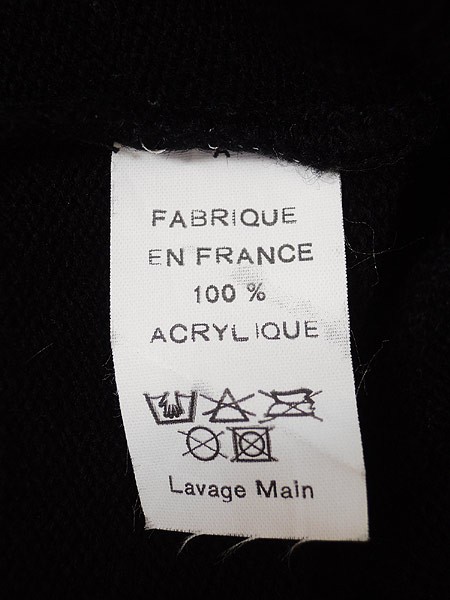 FABRIQUE
EN FRANCE
100 %
ACRYLIQUE
Lavage Main